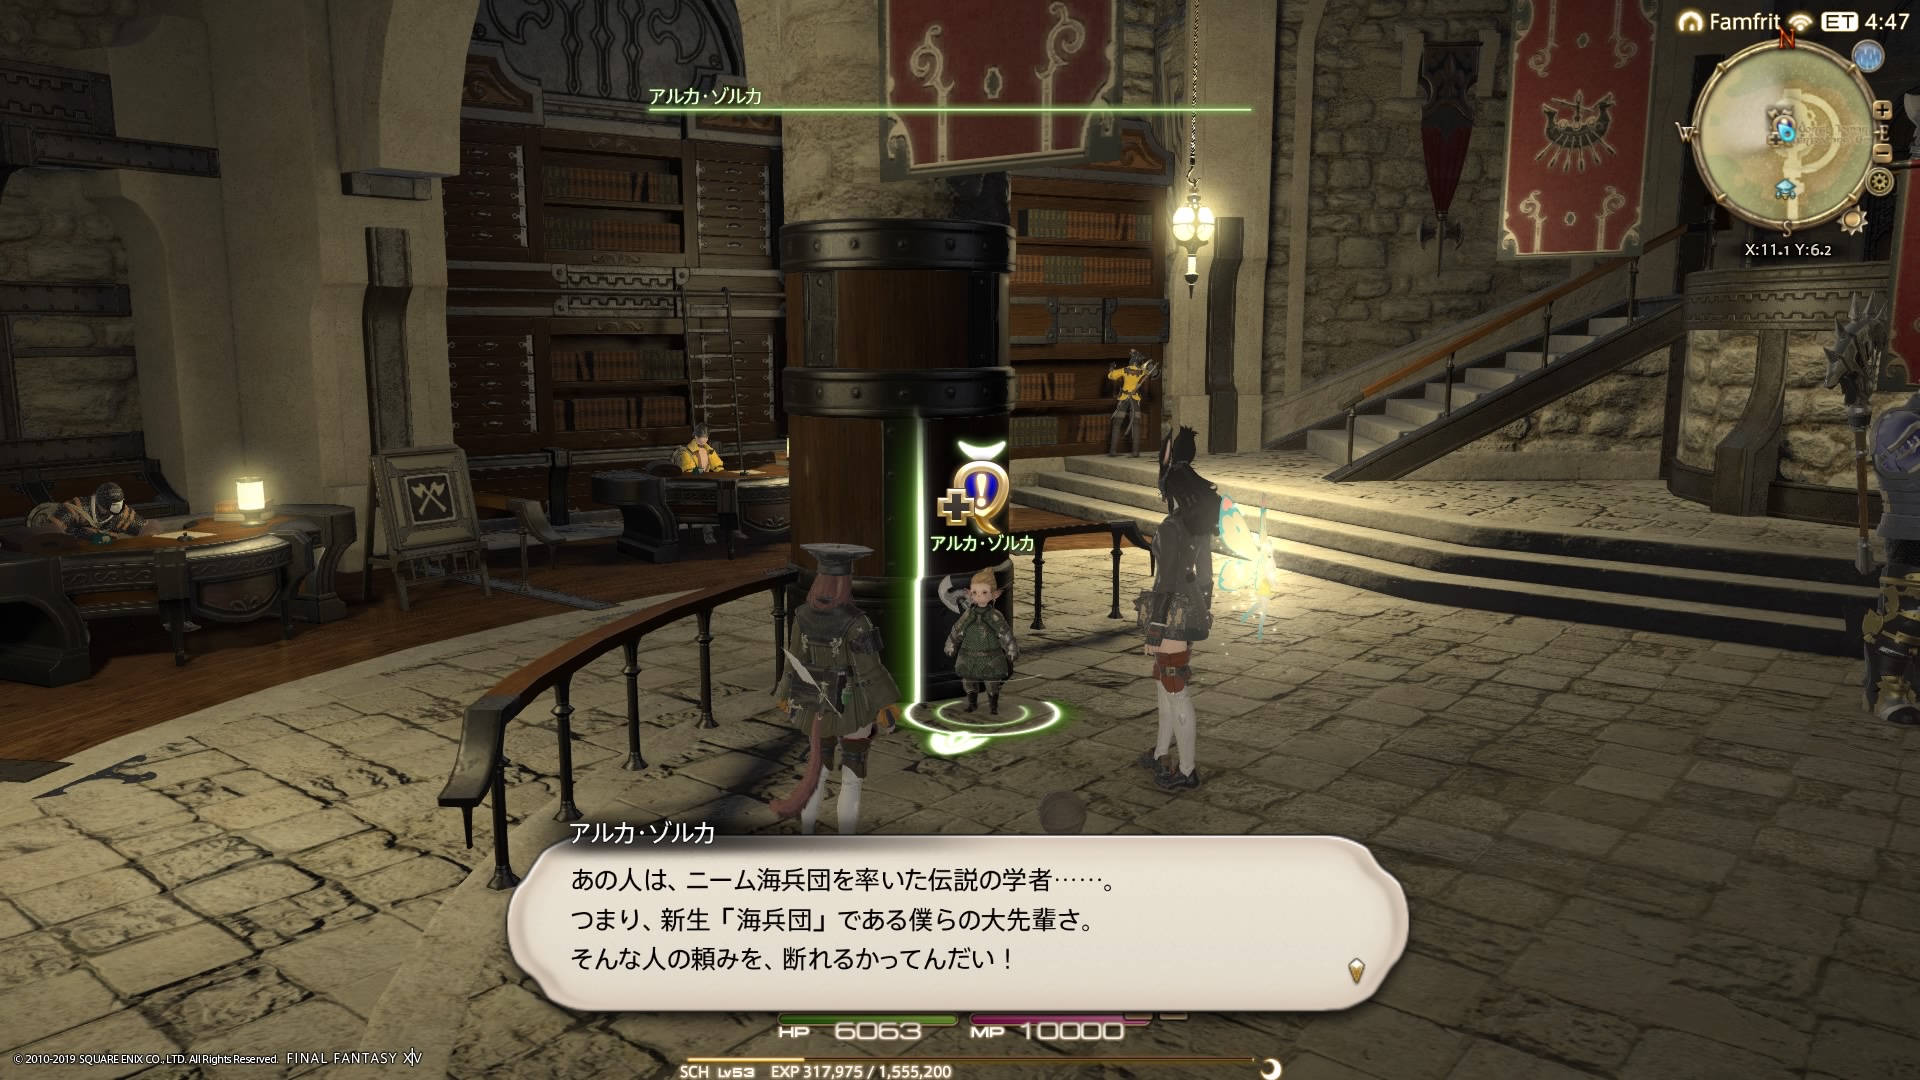 Famfrit ET 4:47
N
アルカ・ゾルカ
W
E
S
X:11.1 Y:6.2
アルカ・ゾルカ
アルカ・ゾルカ
あの人は、ニーム海兵団を率いた伝説の学者……。
つまり、新生「海兵団」である僕らの大先輩さ。
そんな人の頼みを、断れるかってんだい！
HP 6063 MP 10000
© 2010-2019 SQUARE ENIX CO., LTD. All Rights Reserved. FINAL FANTASY XIV
SCH Lv53 EXP 317,975 / 1,555,200